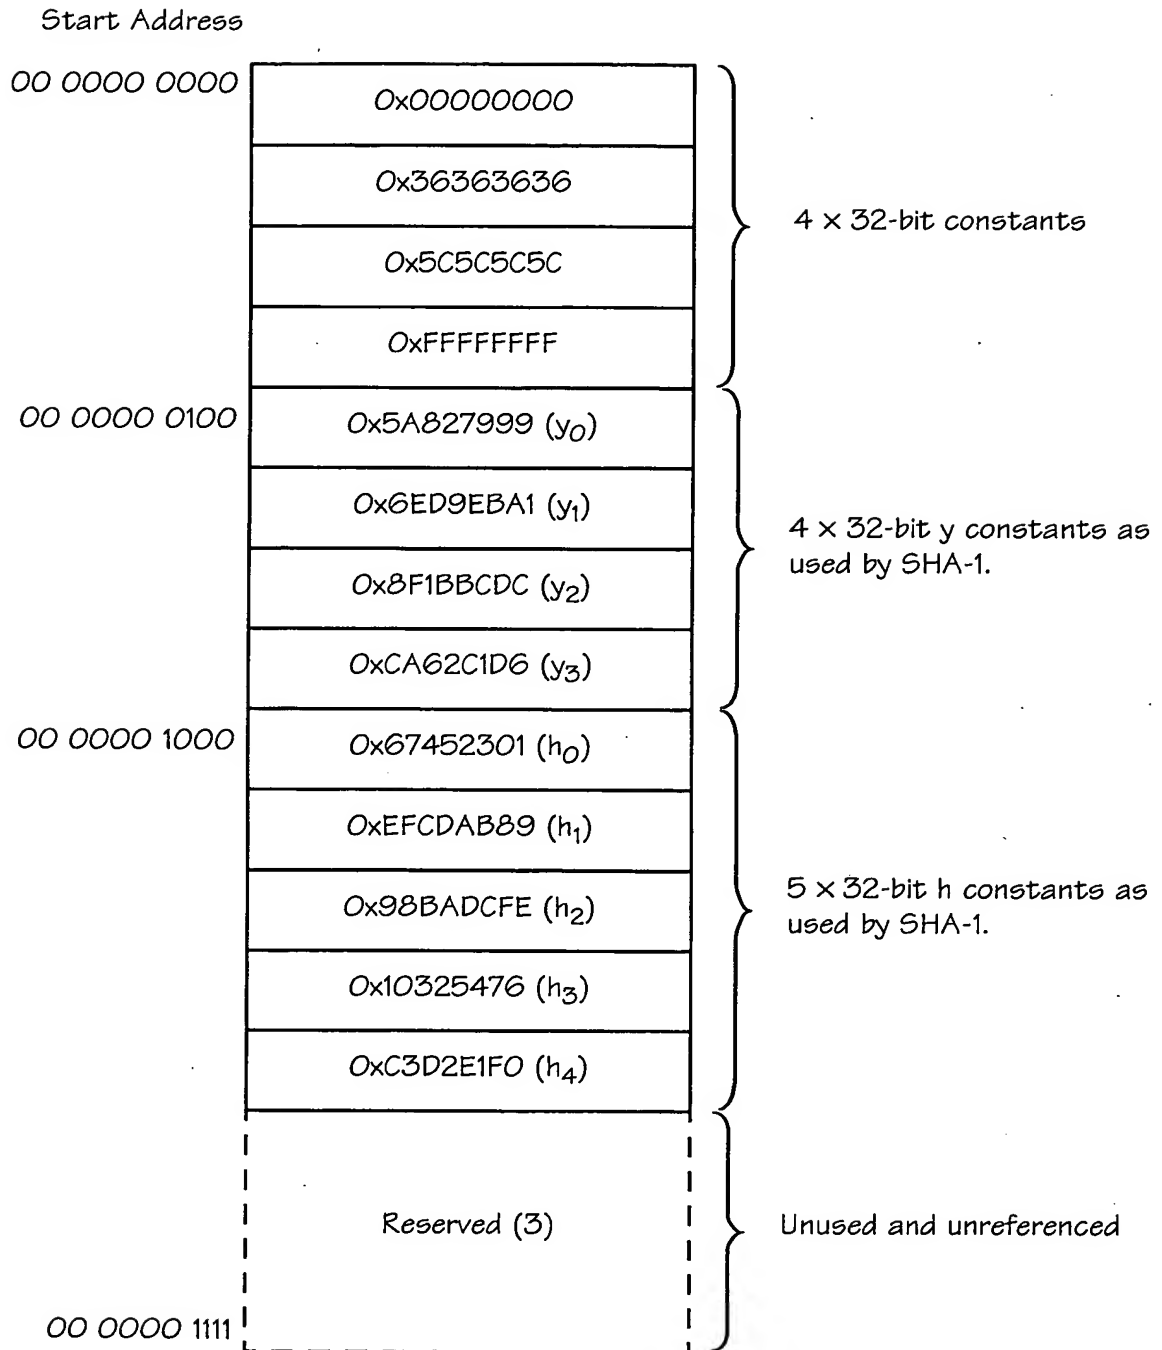 Start Address
00 0000 0000
0x00000000
0x36363636
4 x 32-bit constants
0x5C5C5C5C
0xFFFFFFFF
00 0000 0100
0x5A827999 (y0)
0x6ED9EBA1 (y1)
4 x 32-bit y constants as
used by SHA-1.
0x8F1BBCDC (y2)
0xCA62C1D6 (y3)
00 0000 1000
0x67452301 (h0)
0xEFCDAB89 (h1)
0x98BADCFE (h2)
5 x 32-bit h constants as
used by SHA-1.
0x10325476 (h3)
0xC3D2E1F0 (h4)
Reserved (3)
Unused and unreferenced
00 0000 1111